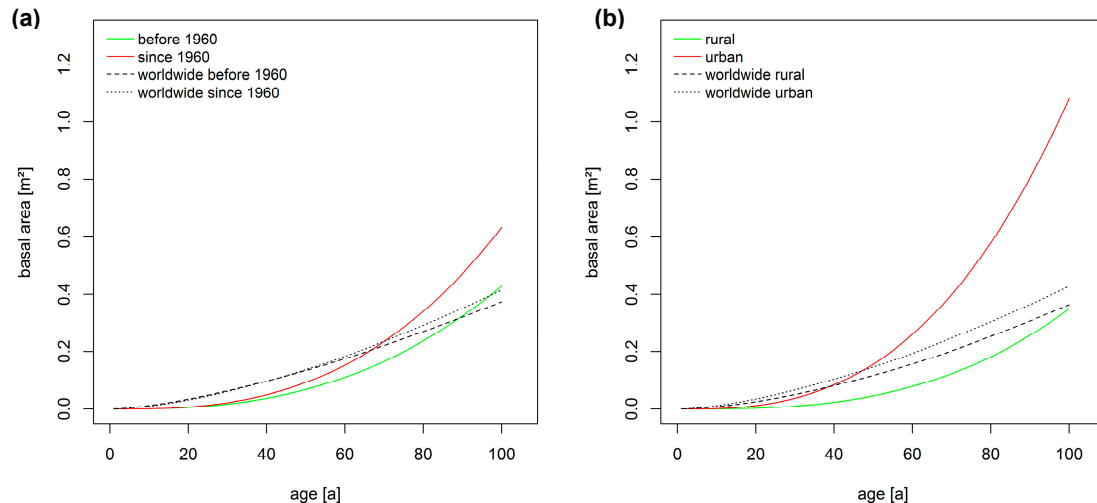 (a)
before 1960
since 1960
worldwide before 1960
worldwide since 1960
basal area [m²]
0.0
0.2
0.4
0.6
0.8
1.0
1.2
0 20 40 60 80 100
age [a]
(b)
rural
urban
worldwide rural
worldwide urban
basal area [m²]
0.0
0.2
0.4
0.6
0.8
1.0
1.2
0 20 40 60 80 100
age [a]